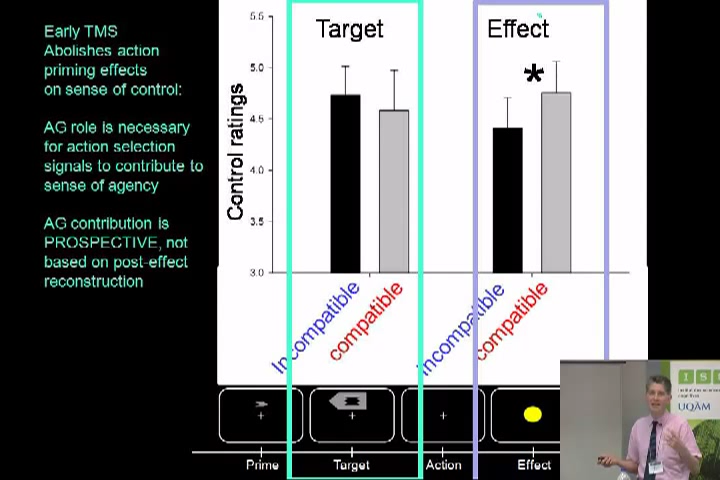 Early TMS
Abolishes action
priming effects
on sense of control:
AG role is necessary
for action selection
signals to contribute to
sense of agency
AG contribution is
PROSPECTIVE, not
based on post-effect
reconstruction
Target
Effect
*
Control ratings
5.5
5.0
4.5
4.0
3.5
3.0
Incompatible
compatible
Incompatible
compatible
Prime
Target
Action
Effect
UQÀM